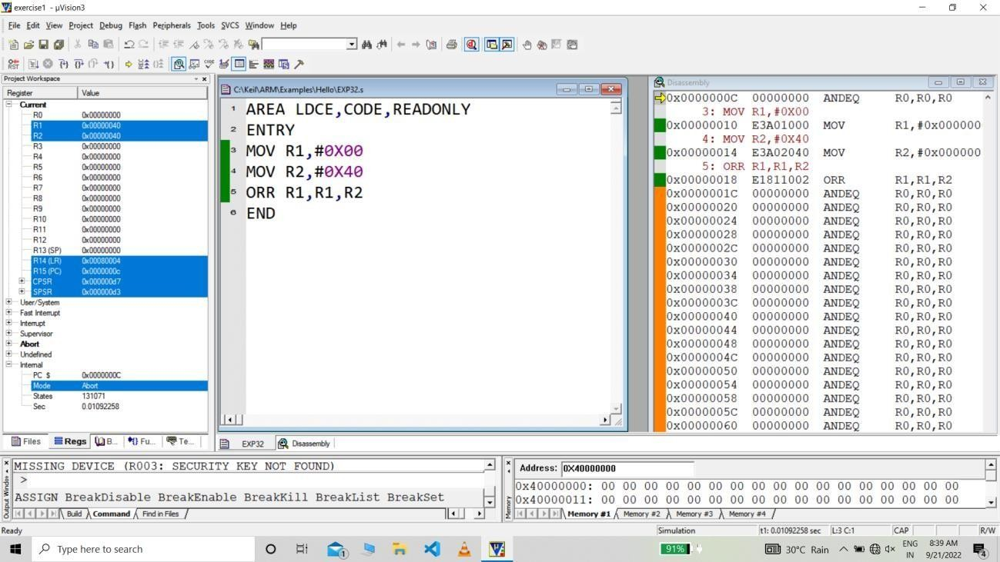 exercise1 - µVision3
File Edit View Project Debug Flash Peripherals Tools SVCS Window Help
Project Workspace
Register Value
Current
R0 0x00000000
R1 0x00000040
R2 0x00000040
R3 0x00000000
R4 0x00000000
R5 0x00000000
R6 0x00000000
R7 0x00000000
R8 0x00000000
R9 0x00000000
R10 0x00000000
R11 0x00000000
R12 0x00000000
R13 (SP) 0x00000000
R14 (LR) 0x00080004
R15 (PC) 0x0000000c
CPSR 0x000000d7
SPSR 0x000000d3
User/System
Fast Interrupt
Interrupt
Supervisor
Abort
Undefined
Internal
PC $ 0x0000000C
Mode Abort
States 131071
Sec 0.01092258
Files Regs B... Fu... Te...
C:\Keil\ARM\Examples\Hello\EXP32.s
1 AREA LDCE,CODE,READONLY
2 ENTRY
3 MOV R1,#0X00
4 MOV R2,#0X40
5 ORR R1,R1,R2
6 END
EXP32 Disassembly
Disassembly
0x0000000C 00000000 ANDEQ R0,R0,R0
3: MOV R1,#0X00
0x00000010 E3A01000 MOV R1,#0x000000
4: MOV R2,#0X40
0x00000014 E3A02040 MOV R2,#0x000000
5: ORR R1,R1,R2
0x00000018 E1811002 ORR R1,R1,R2
0x0000001C 00000000 ANDEQ R0,R0,R0
0x00000020 00000000 ANDEQ R0,R0,R0
0x00000024 00000000 ANDEQ R0,R0,R0
0x00000028 00000000 ANDEQ R0,R0,R0
0x0000002C 00000000 ANDEQ R0,R0,R0
0x00000030 00000000 ANDEQ R0,R0,R0
0x00000034 00000000 ANDEQ R0,R0,R0
0x00000038 00000000 ANDEQ R0,R0,R0
0x0000003C 00000000 ANDEQ R0,R0,R0
0x00000040 00000000 ANDEQ R0,R0,R0
0x00000044 00000000 ANDEQ R0,R0,R0
0x00000048 00000000 ANDEQ R0,R0,R0
0x0000004C 00000000 ANDEQ R0,R0,R0
0x00000050 00000000 ANDEQ R0,R0,R0
0x00000054 00000000 ANDEQ R0,R0,R0
0x00000058 00000000 ANDEQ R0,R0,R0
0x0000005C 00000000 ANDEQ R0,R0,R0
0x00000060 00000000 ANDEQ R0,R0,R0
Output Window
MISSING DEVICE (R003: SECURITY KEY NOT FOUND)
>
ASSIGN BreakDisable BreakEnable BreakKill BreakList BreakSet
Build Command Find in Files
Memory
Address: 0X40000000
0x40000000: 00 00 00 00 00 00 00 00 00 00 00 00 00 00 00 00 00
0x40000011: 00 00 00 00 00 00 00 00 00 00 00 00 00 00 00 00 00
Memory #1 Memory #2 Memory #3 Memory #4
Ready Simulation t1: 0.01092258 sec L:3 C:1 CAP R/W
Type here to search
1
91%
30°C Rain
ENG
IN
8:39 AM
9/21/2022
4